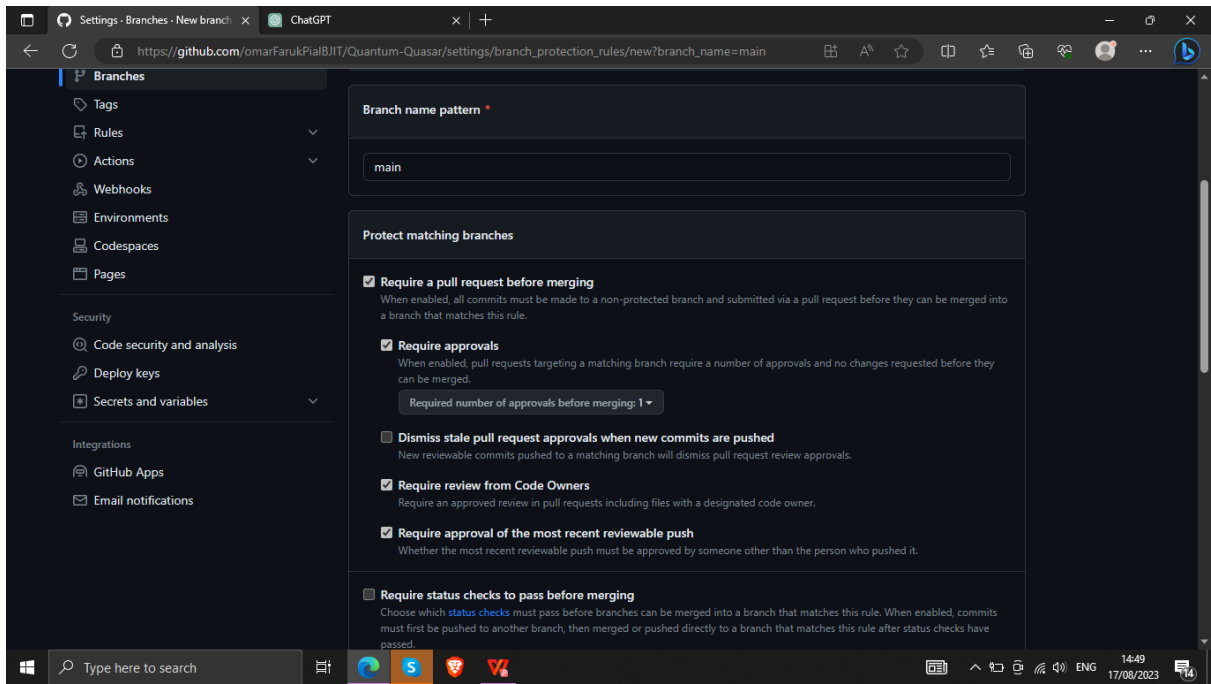 Settings · Branches · New branch
ChatGPT
https://github.com/omarFarukPialBJIT/Quantum-Quasar/settings/branch_protection_rules/new?branch_name=main
Branches
Tags
Rules
Actions
Webhooks
Environments
Codespaces
Pages
Security
Code security and analysis
Deploy keys
Secrets and variables
Integrations
GitHub Apps
Email notifications
Branch name pattern *
main
Protect matching branches
Require a pull request before merging
When enabled, all commits must be made to a non-protected branch and submitted via a pull request before they can be merged into
a branch that matches this rule.
Require approvals
When enabled, pull requests targeting a matching branch require a number of approvals and no changes requested before they
can be merged.
Required number of approvals before merging: 1
Dismiss stale pull request approvals when new commits are pushed
New reviewable commits pushed to a matching branch will dismiss pull request review approvals.
Require review from Code Owners
Require an approved review in pull requests including files with a designated code owner.
Require approval of the most recent reviewable push
Whether the most recent reviewable push must be approved by someone other than the person who pushed it.
Require status checks to pass before merging
Choose which status checks must pass before branches can be merged into a branch that matches this rule. When enabled, commits
must first be pushed to another branch, then merged or pushed directly to a branch that matches this rule after status checks have
passed.
Type here to search
ENG
14:49
17/08/2023
14